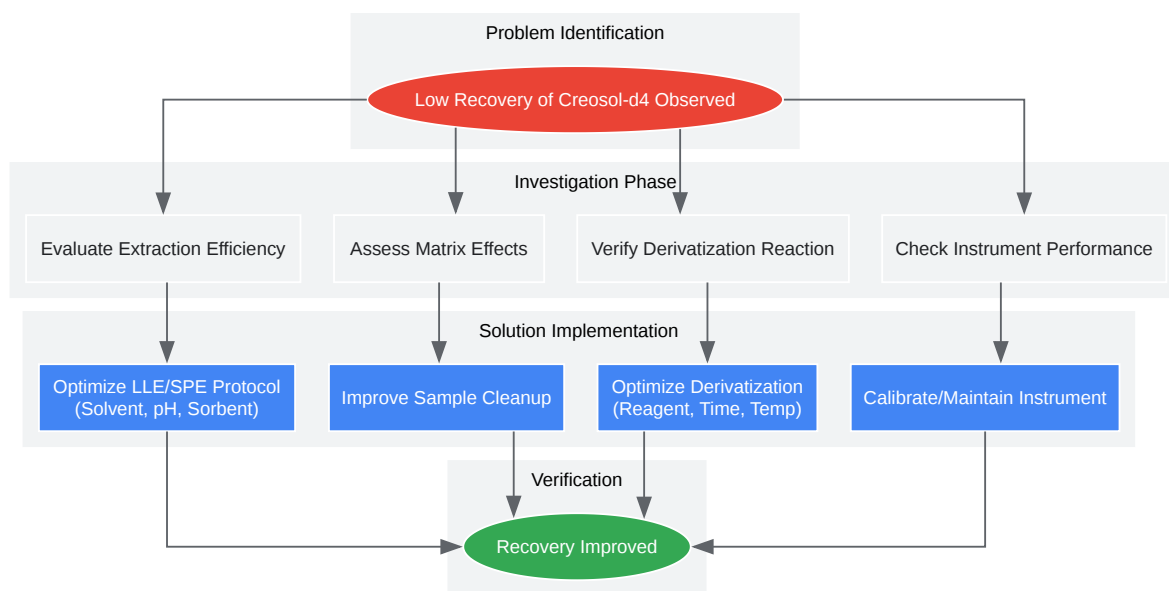 Problem Identification
Low Recovery of Creosol-d4 Observed
Investigation Phase
Evaluate Extraction Efficiency
Assess Matrix Effects
Verify Derivatization Reaction
Check Instrument Performance
Solution Implementation
Optimize LLE/SPE Protocol
(Solvent, pH, Sorbent)
Improve Sample Cleanup
Optimize Derivatization
(Reagent, Time, Temp)
Calibrate/Maintain Instrument
Verification
Recovery Improved